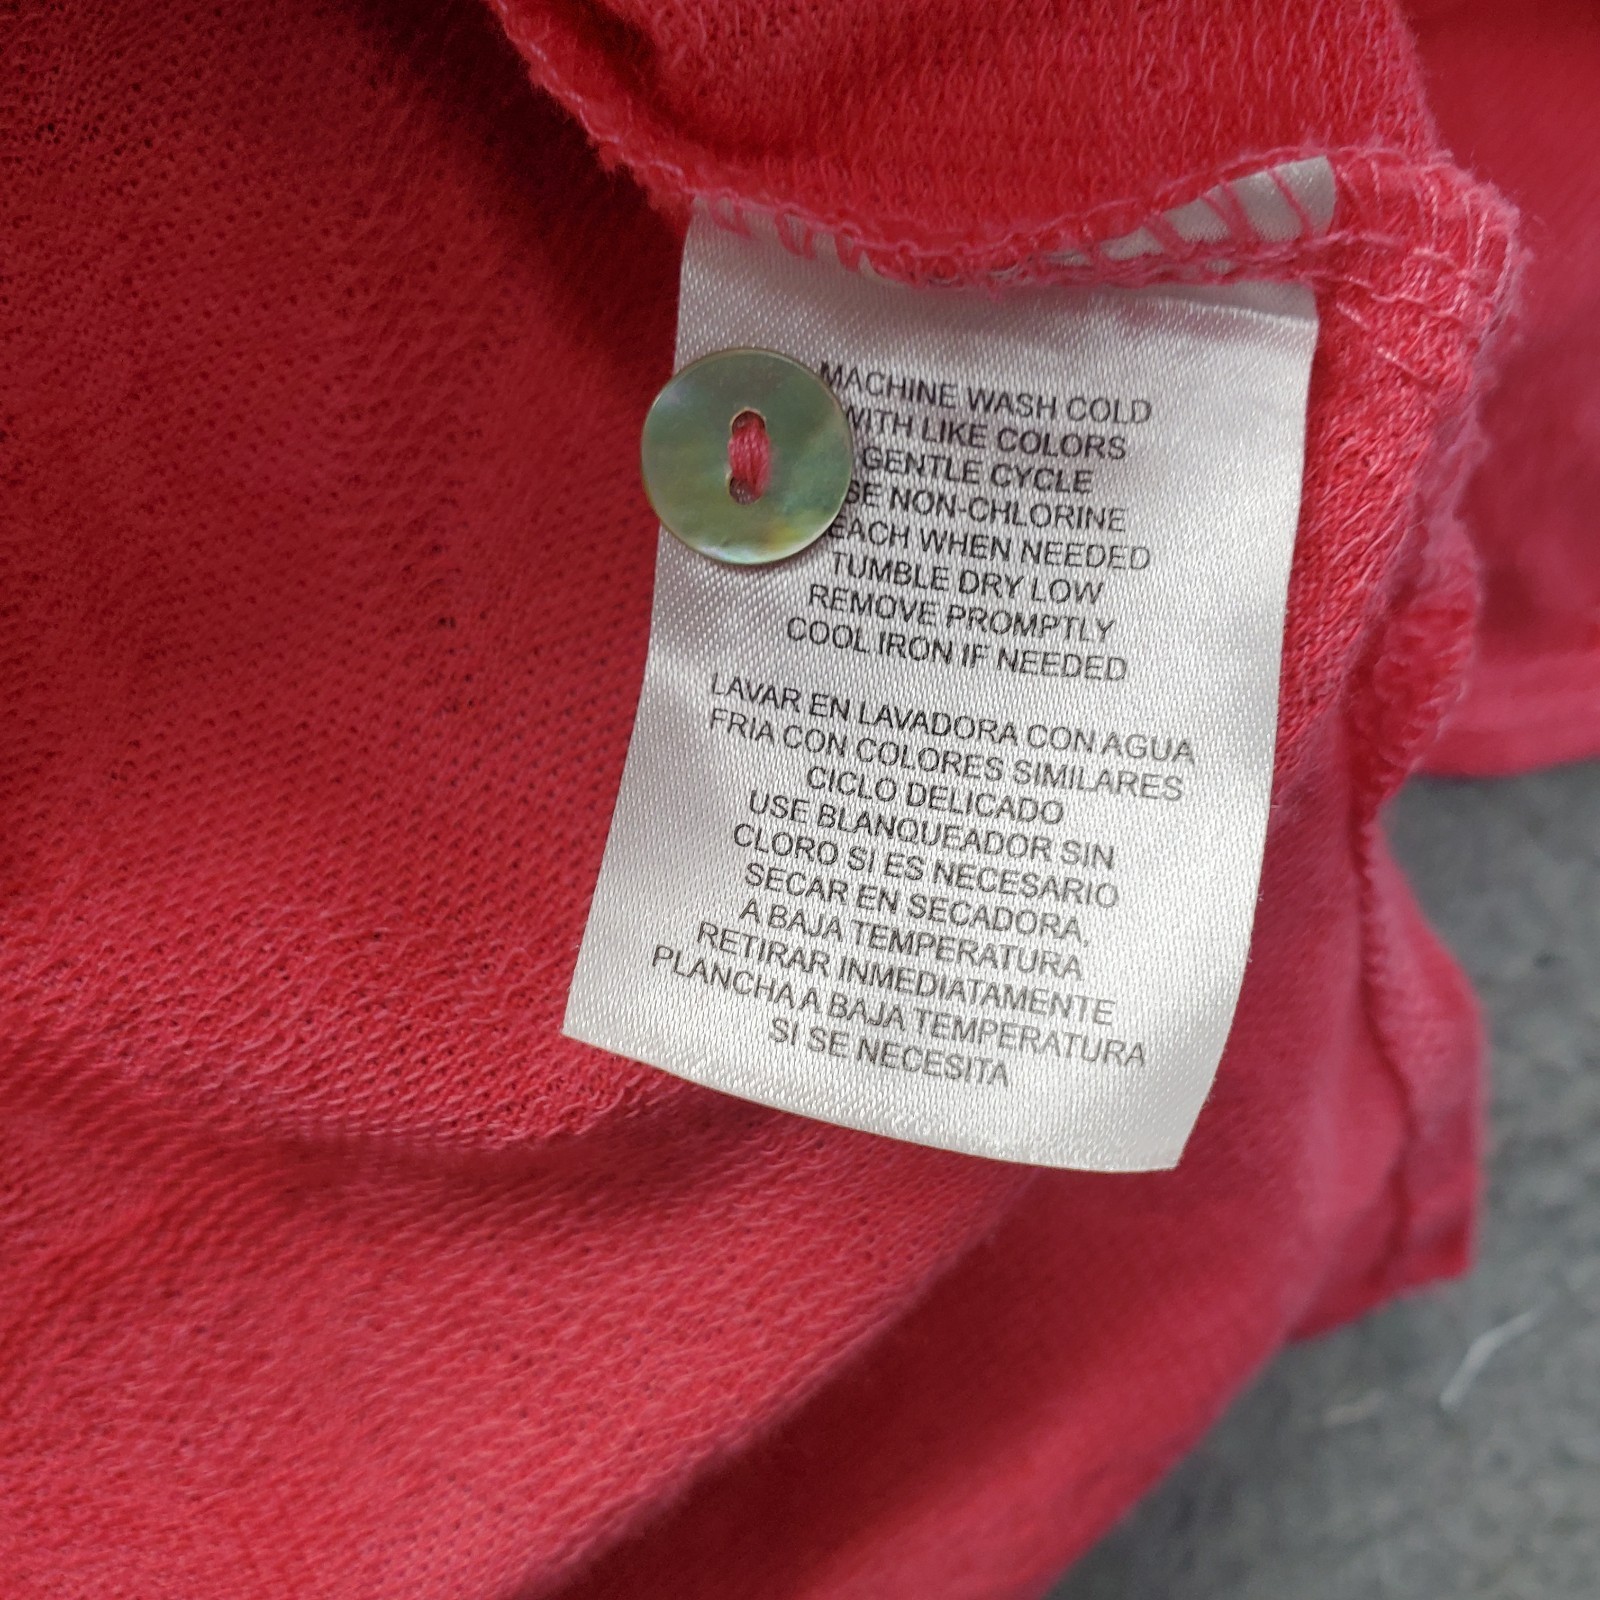 MACHINE WASH COLD
WITH LIKE COLORS
GENTLE CYCLE
SE NON-CHLORINE
EACH WHEN NEEDED
TUMBLE DRY LOW
REMOVE PROMPTLY
COOL IRON IF NEEDED
LAVAR EN LAVADORA CON AGUA
FRIA CON COLORES SIMILARES
CICLO DELICADO
USE BLANQUEADOR SIN
CLORO SI ES NECESARIO
SECAR EN SECADORA,
A BAJA TEMPERATURA
RETIRAR INMEDIATAMENTE
PLANCHA A BAJA TEMPERATURA
SI SE NECESITA